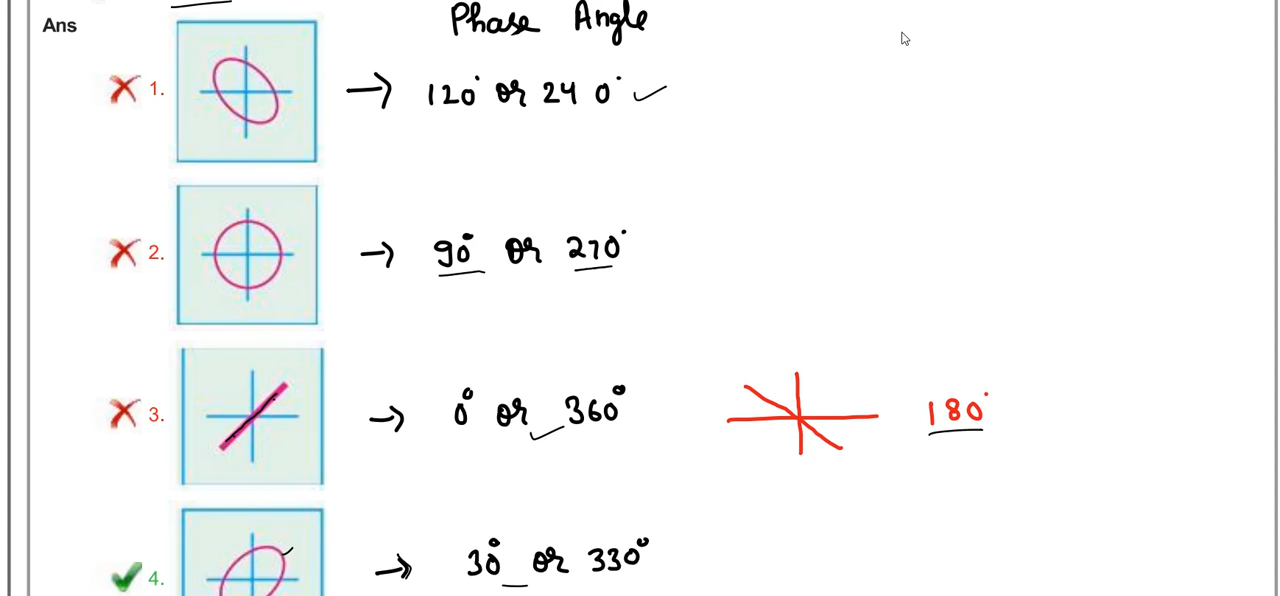 Phase Angle
Ans
1. → 120° or 240° ✓
2. → 90° or 270°
3. → 0° or 360° 180°
4. → 30° or 330°